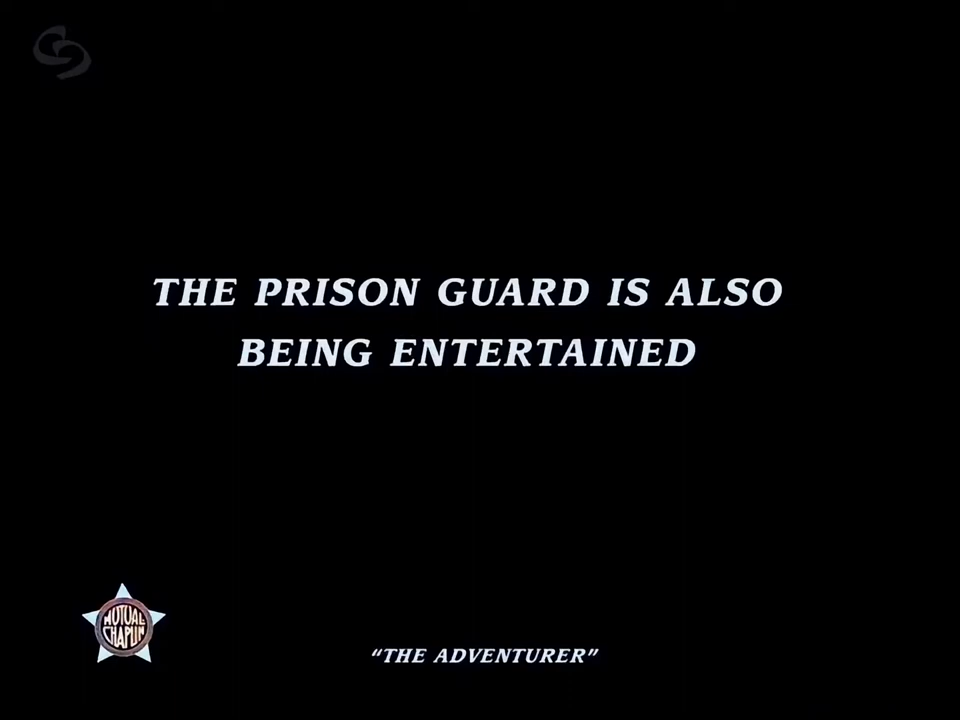 THE PRISON GUARD IS ALSO
BEING ENTERTAINED
MUTUAL
CHAPLIN
“THE ADVENTURER”